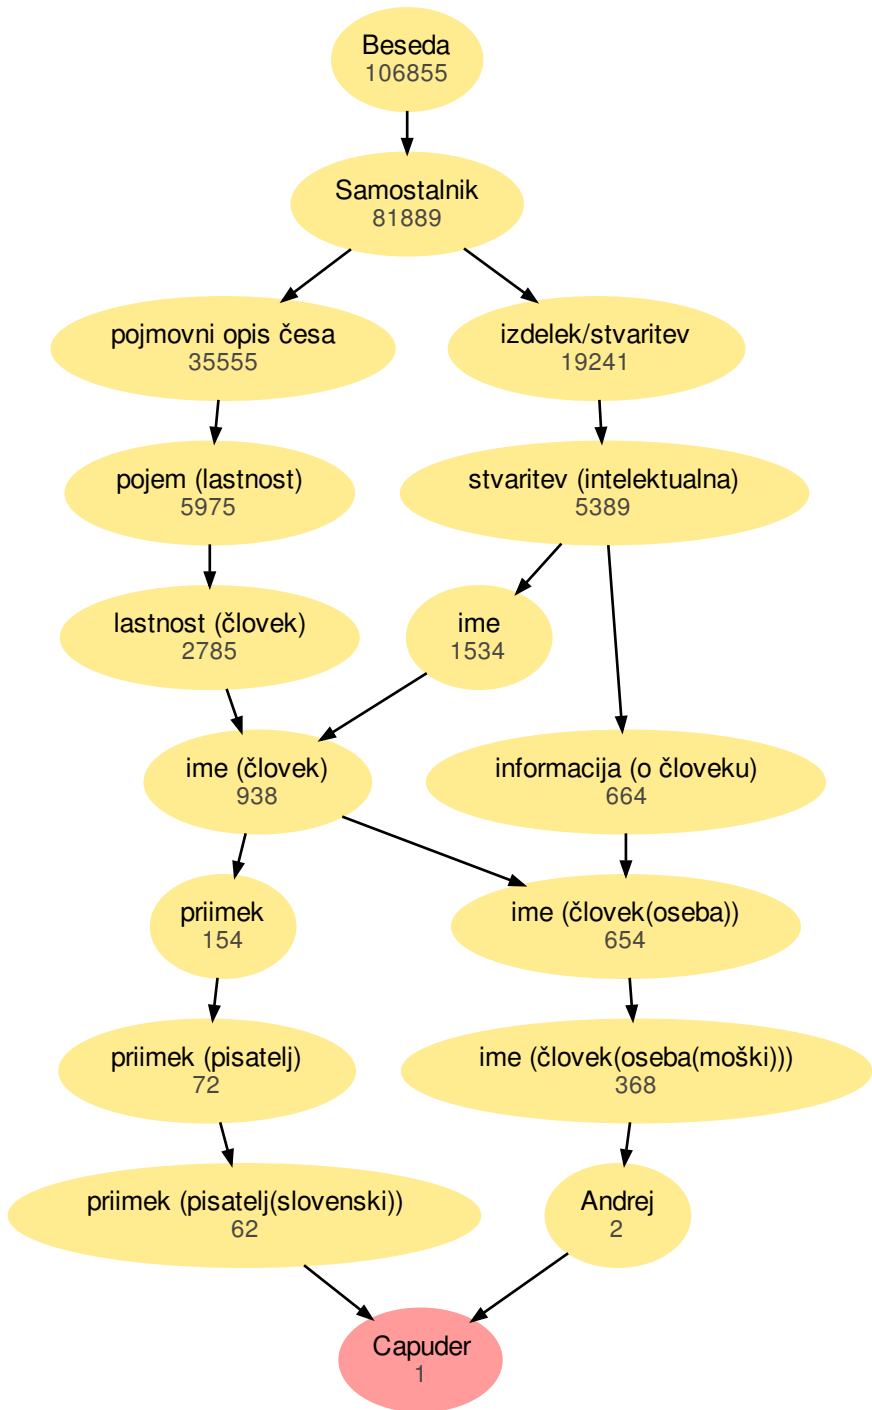 Beseda
106855
Samostalnik
81889
pojmovni opis česa
35555
izdelek/stvaritev
19241
pojem (lastnost)
5975
stvaritev (intelektualna)
5389
lastnost (človek)
2785
ime
1534
ime (človek)
938
informacija (o človeku)
664
priimek
154
ime (človek(oseba))
654
priimek (pisatelj)
72
ime (človek(oseba(moški)))
368
priimek (pisatelj(slovenski))
62
Andrej
2
Capuder
1